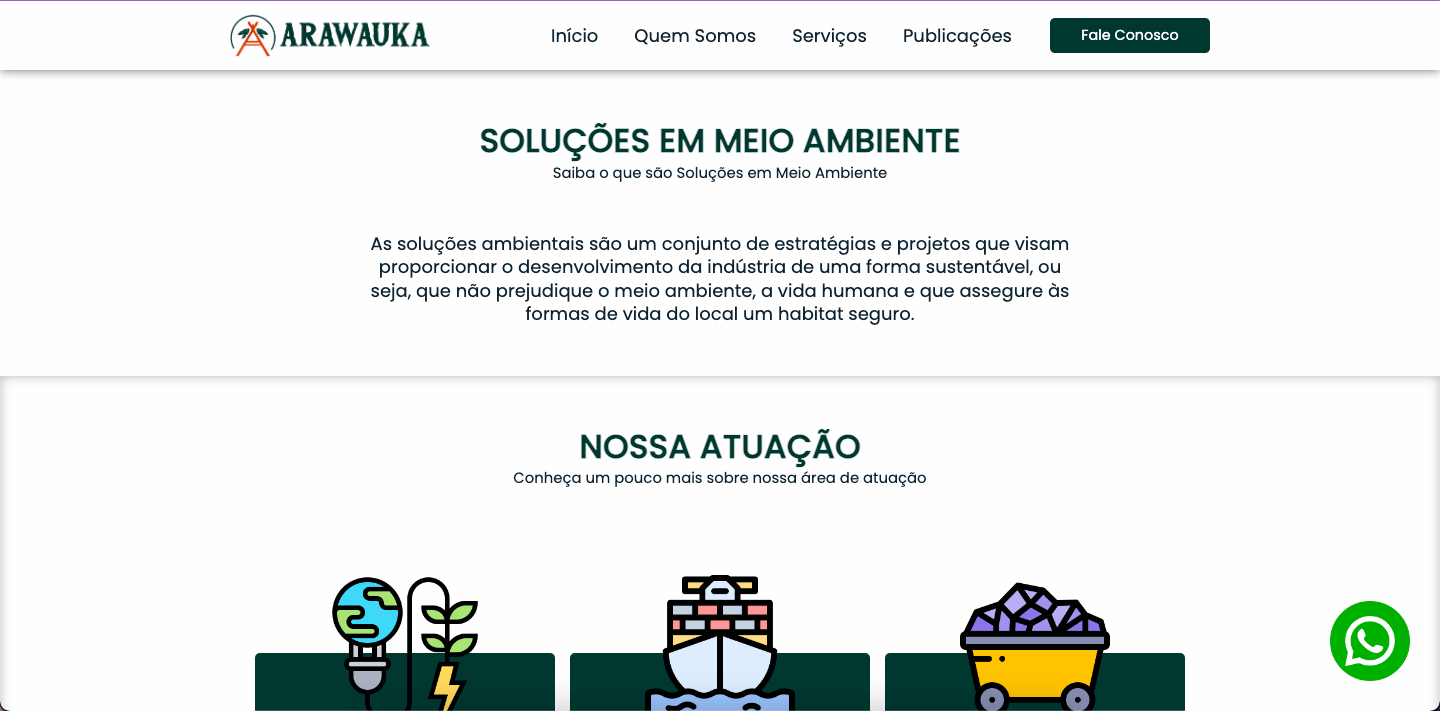 ARAWAUKA
Início Quem Somos Serviços Publicações Fale Conosco
SOLUÇÕES EM MEIO AMBIENTE
Saiba o que são Soluções em Meio Ambiente
As soluções ambientais são um conjunto de estratégias e projetos que visam
proporcionar o desenvolvimento da indústria de uma forma sustentável, ou
seja, que não prejudique o meio ambiente, a vida humana e que assegure às
formas de vida do local um habitat seguro.
NOSSA ATUAÇÃO
Conheça um pouco mais sobre nossa área de atuação